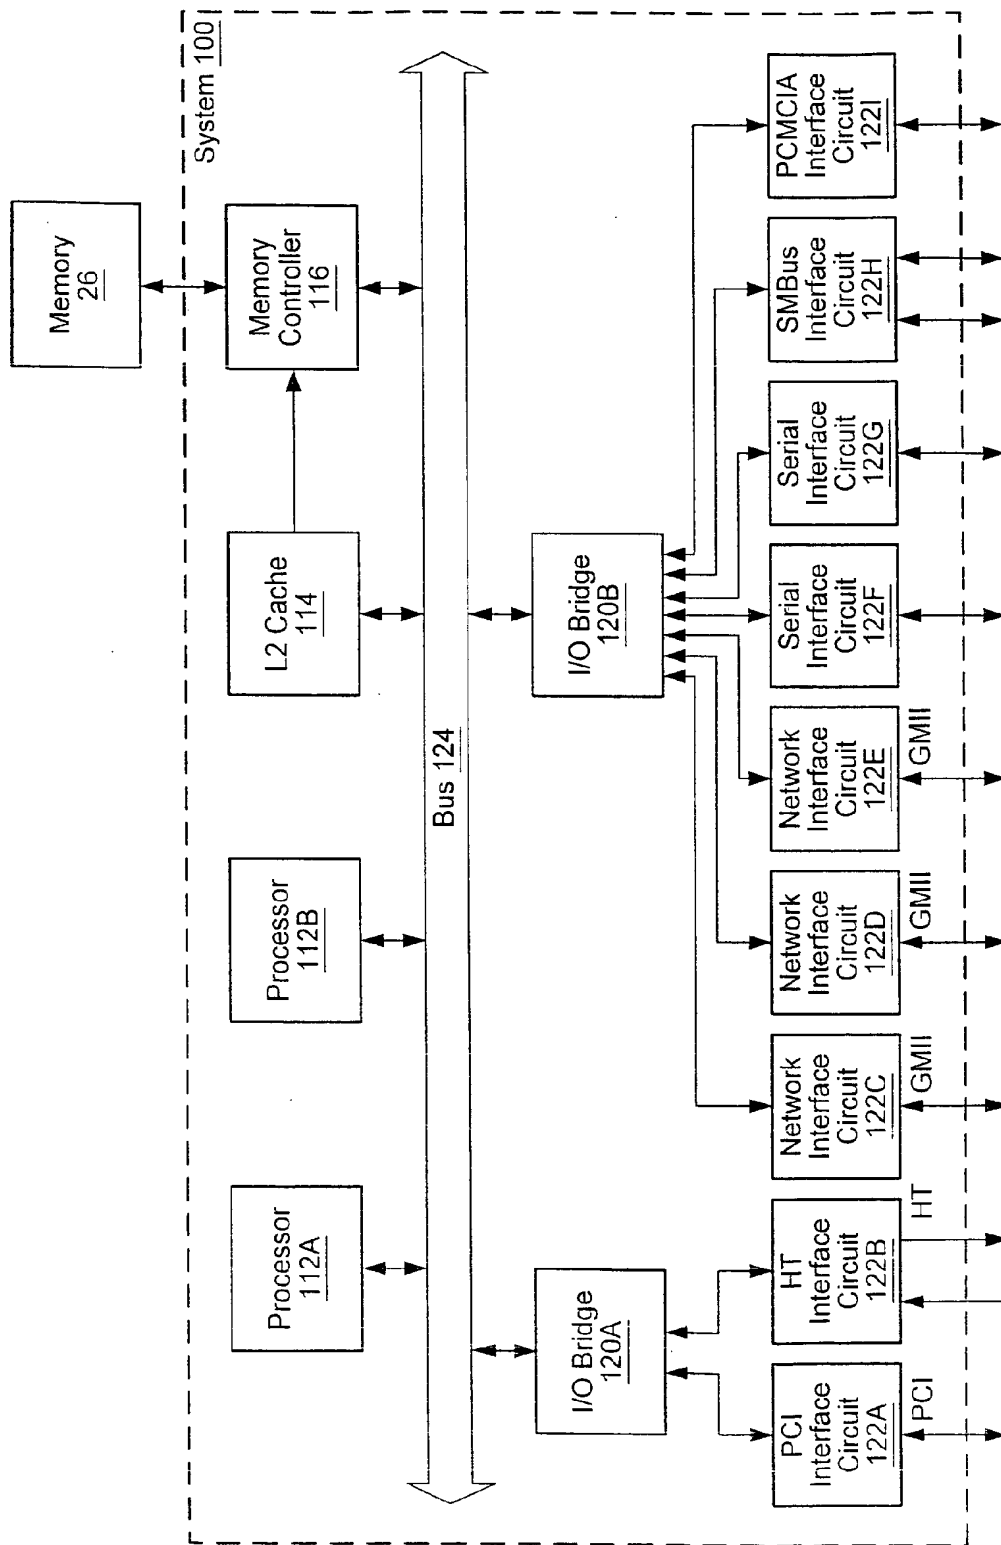 Memory
26
System 100
Processor
112A
Processor
112B
L2 Cache
114
Memory
Controller
116
Bus 124
I/O Bridge
120A
I/O Bridge
120B
PCI
Interface
Circuit
122A
HT
Interface
Circuit
122B
Network
Interface
Circuit
122C
Network
Interface
Circuit
122D
Network
Interface
Circuit
122E
Serial
Interface
Circuit
122F
Serial
Interface
Circuit
122G
SMBus
Interface
Circuit
122H
PCMCIA
Interface
Circuit
122I
PCI
HT
GMII
GMII
GMII